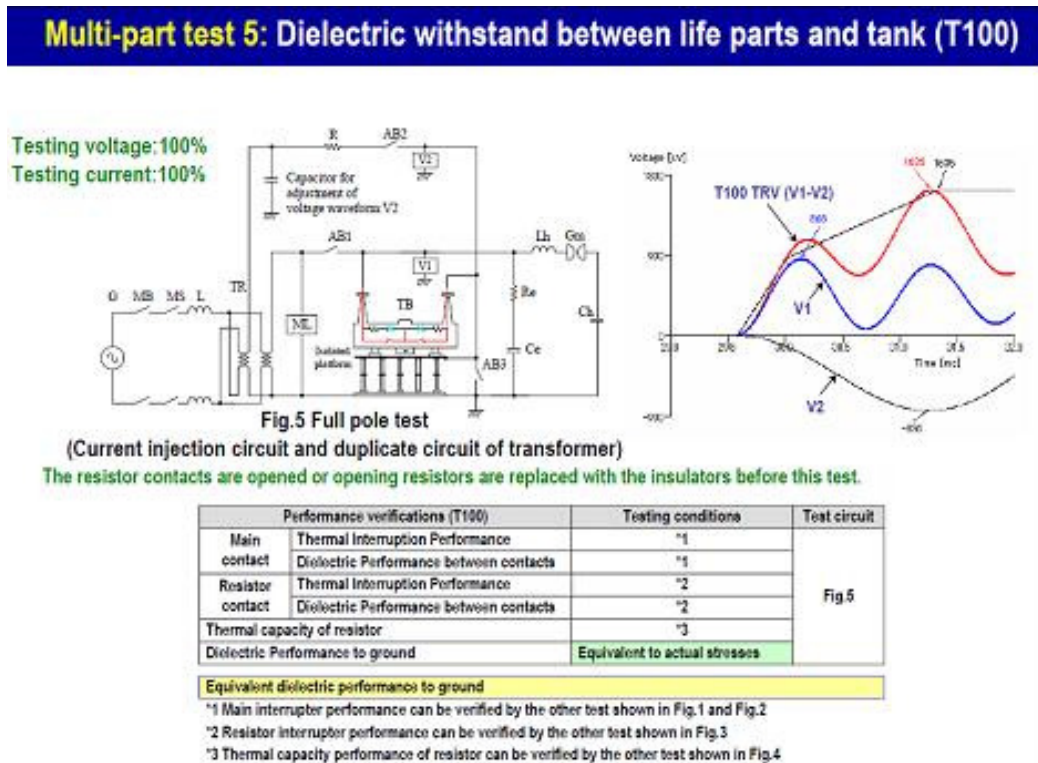 Multi-part test 5: Dielectric withstand between life parts and tank (T100)
Testing voltage:100%
Testing current:100%
R
AB2
V2
Capacitor for
adjustment of
voltage waveform V2
AB1
V1
Lh
Gm
TR
Re
G
MB
MS
L
ML
TB
Ch
Isolated
platform
Ce
AB3
Voltage [kV]
1800
1635
1605
T100 TRV (V1-V2)
900
V1
0
Time [ms]
V2
Fig.5 Full pole test
(Current injection circuit and duplicate circuit of transformer)
The resistor contacts are opened or opening resistors are replaced with the insulators before this test.
Performance verifications (T100) Testing conditions Test circuit
Main contact Thermal Interruption Performance *1
Dielectric Performance between contacts *1
Resistor contact Thermal Interruption Performance *2
Dielectric Performance between contacts *2
Fig.5
Thermal capacity of resistor *3
Dielectric Performance to ground Equivalent to actual stresses
Equivalent dielectric performance to ground
*1 Main interrupter performance can be verified by the other test shown in Fig.1 and Fig.2
*2 Resistor interrupter performance can be verified by the other test shown in Fig.3
*3 Thermal capacity performance of resistor can be verified by the other test shown in Fig.4